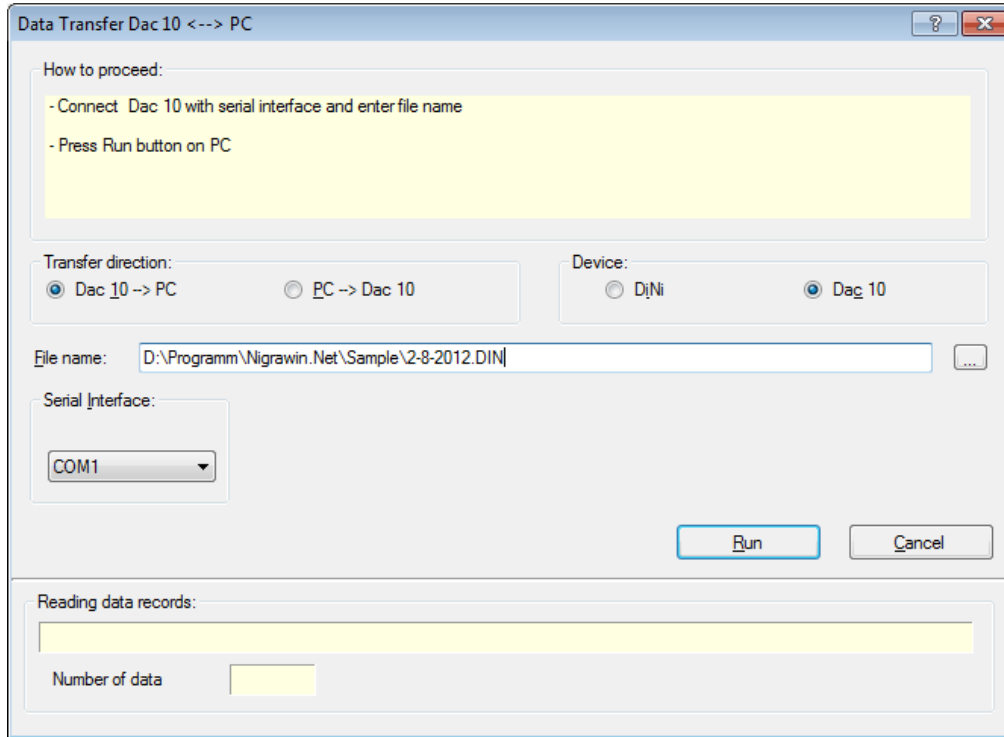 Data Transfer Dac 10 <--> PC
How to proceed:
- Connect Dac 10 with serial interface and enter file name
- Press Run button on PC
Transfer direction:
Device:
Dac 10 --> PC
PC --> Dac 10
DiNi
Dac 10
File name:
D:\Programm\Nigrawin.Net\Sample\2-8-2012.DIN
...
Serial Interface:
COM1
Run
Cancel
Reading data records:
Number of data